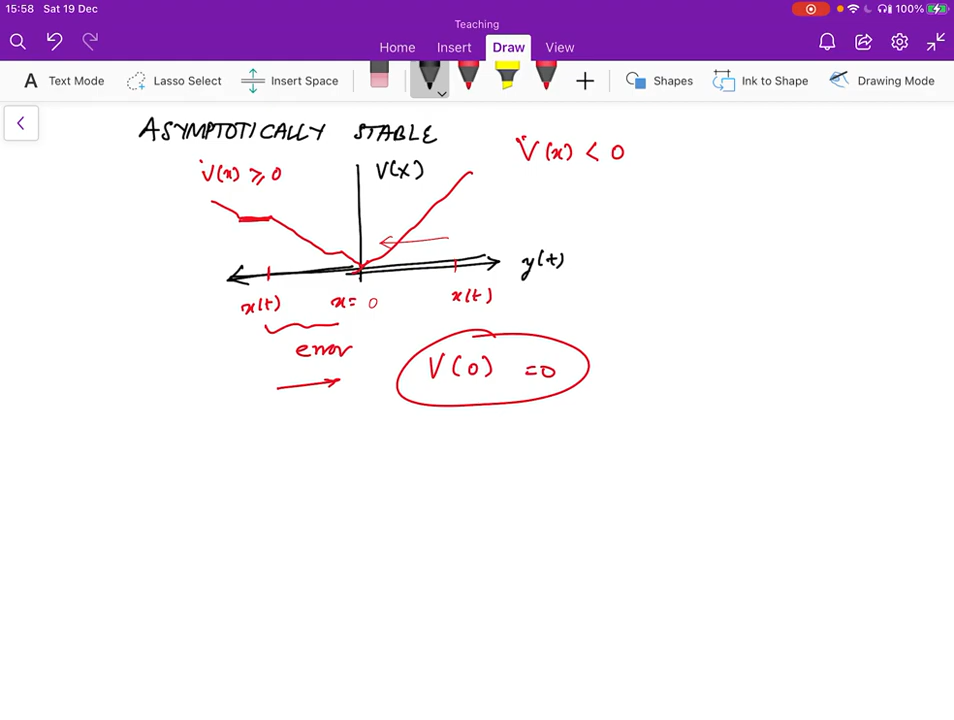 15:58 Sat 19 Dec
100%
Teaching
Home Insert Draw View
A Text Mode Lasso Select Insert Space Shapes Ink to Shape Drawing Mode
ASYMPTOTICALLY STABLE
V̇(x) < 0
V̇(x) ⩾ 0
V(x)
y(t)
x(t) x = 0 x(t)
error
V(0) = 0